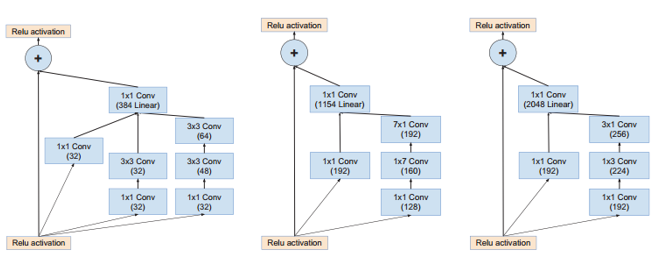 Relu activation
+
1x1 Conv
(384 Linear)
1x1 Conv
(32)
3x3 Conv
(32)
1x1 Conv
(32)
3x3 Conv
(64)
3x3 Conv
(48)
1x1 Conv
(32)
Relu activation
Relu activation
+
1x1 Conv
(1154 Linear)
1x1 Conv
(192)
7x1 Conv
(192)
1x7 Conv
(160)
1x1 Conv
(128)
Relu activation
Relu activation
+
1x1 Conv
(2048 Linear)
1x1 Conv
(192)
3x1 Conv
(256)
1x3 Conv
(224)
1x1 Conv
(192)
Relu activation